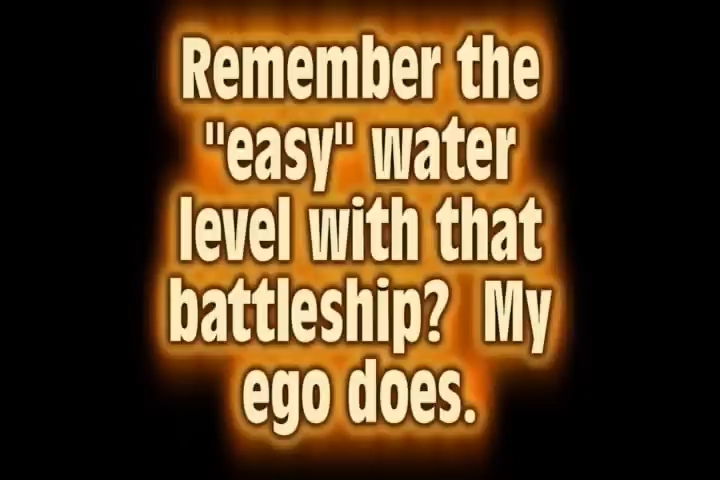 Remember the
"easy" water
level with that
battleship?  My
ego does.